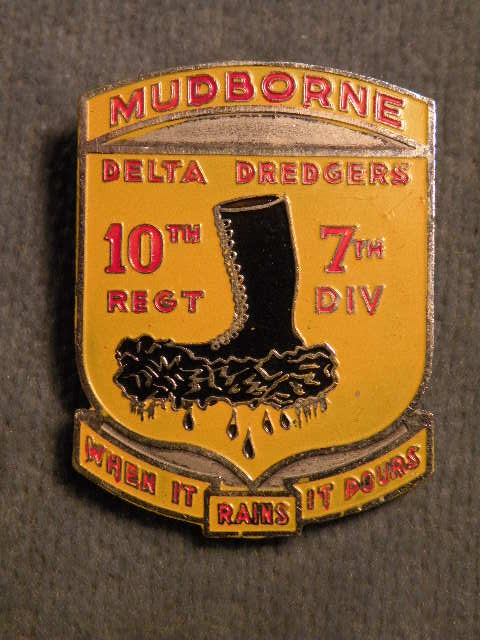 MUDBORNE
DELTA DREDGERS
10TH 7TH
REGT DIV
WHEN IT RAINS IT POURS